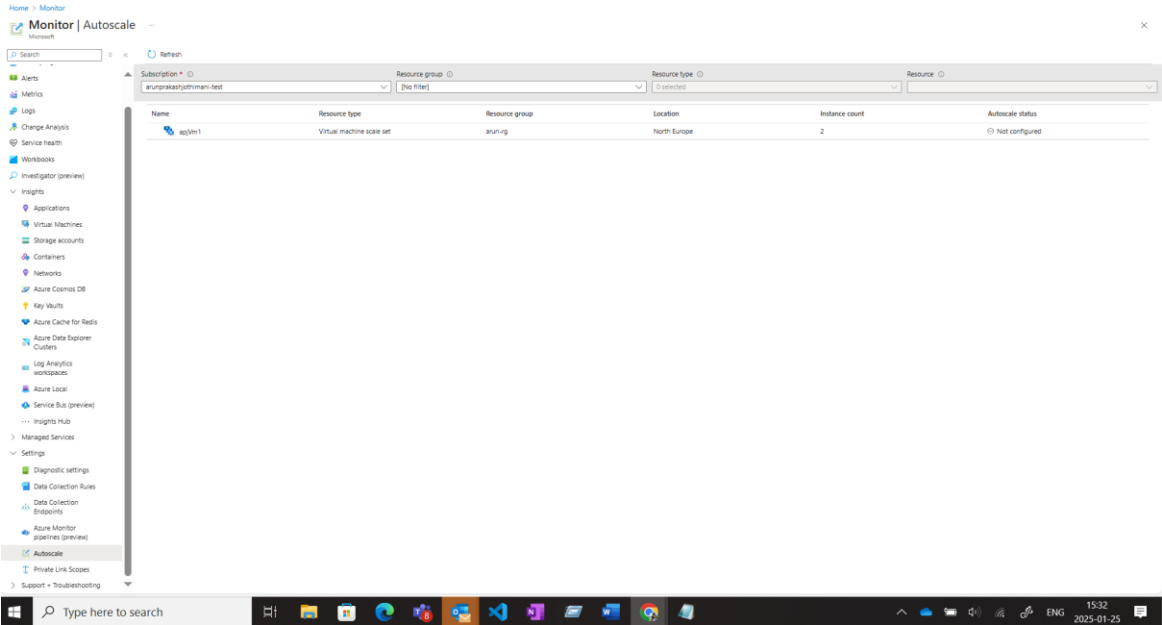 Home > Monitor
Monitor | Autoscale ...
Microsoft
Search
Refresh
Subscription *
Resource group
Resource type
Resource
arunprakashjothimani-test
[No filter]
0 selected
Alerts
Metrics
Logs
Change Analysis
Service health
Workbooks
Investigator (preview)
Insights
Applications
Virtual Machines
Storage accounts
Containers
Networks
Azure Cosmos DB
Key Vaults
Azure Cache for Redis
Azure Data Explorer
Clusters
Log Analytics
workspaces
Azure Local
Service Bus (preview)
Insights Hub
Managed Services
Settings
Diagnostic settings
Data Collection Rules
Data Collection
Endpoints
Azure Monitor
pipelines (preview)
Autoscale
Private Link Scopes
Support + Troubleshooting
Name Resource type Resource group Location Instance count Autoscale status
apjVm1 Virtual machine scale set arun-rg North Europe 2 Not configured
Type here to search
8
ENG
15:32
2025-01-25